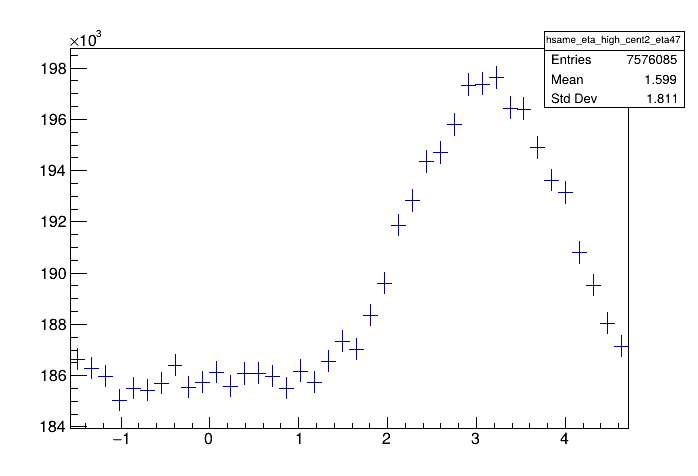 ×10³
hsame_eta_high_cent2_eta47
Entries 7576085
Mean 1.599
Std Dev 1.811
198
196
194
192
190
188
186
184
−1 0 1 2 3 4